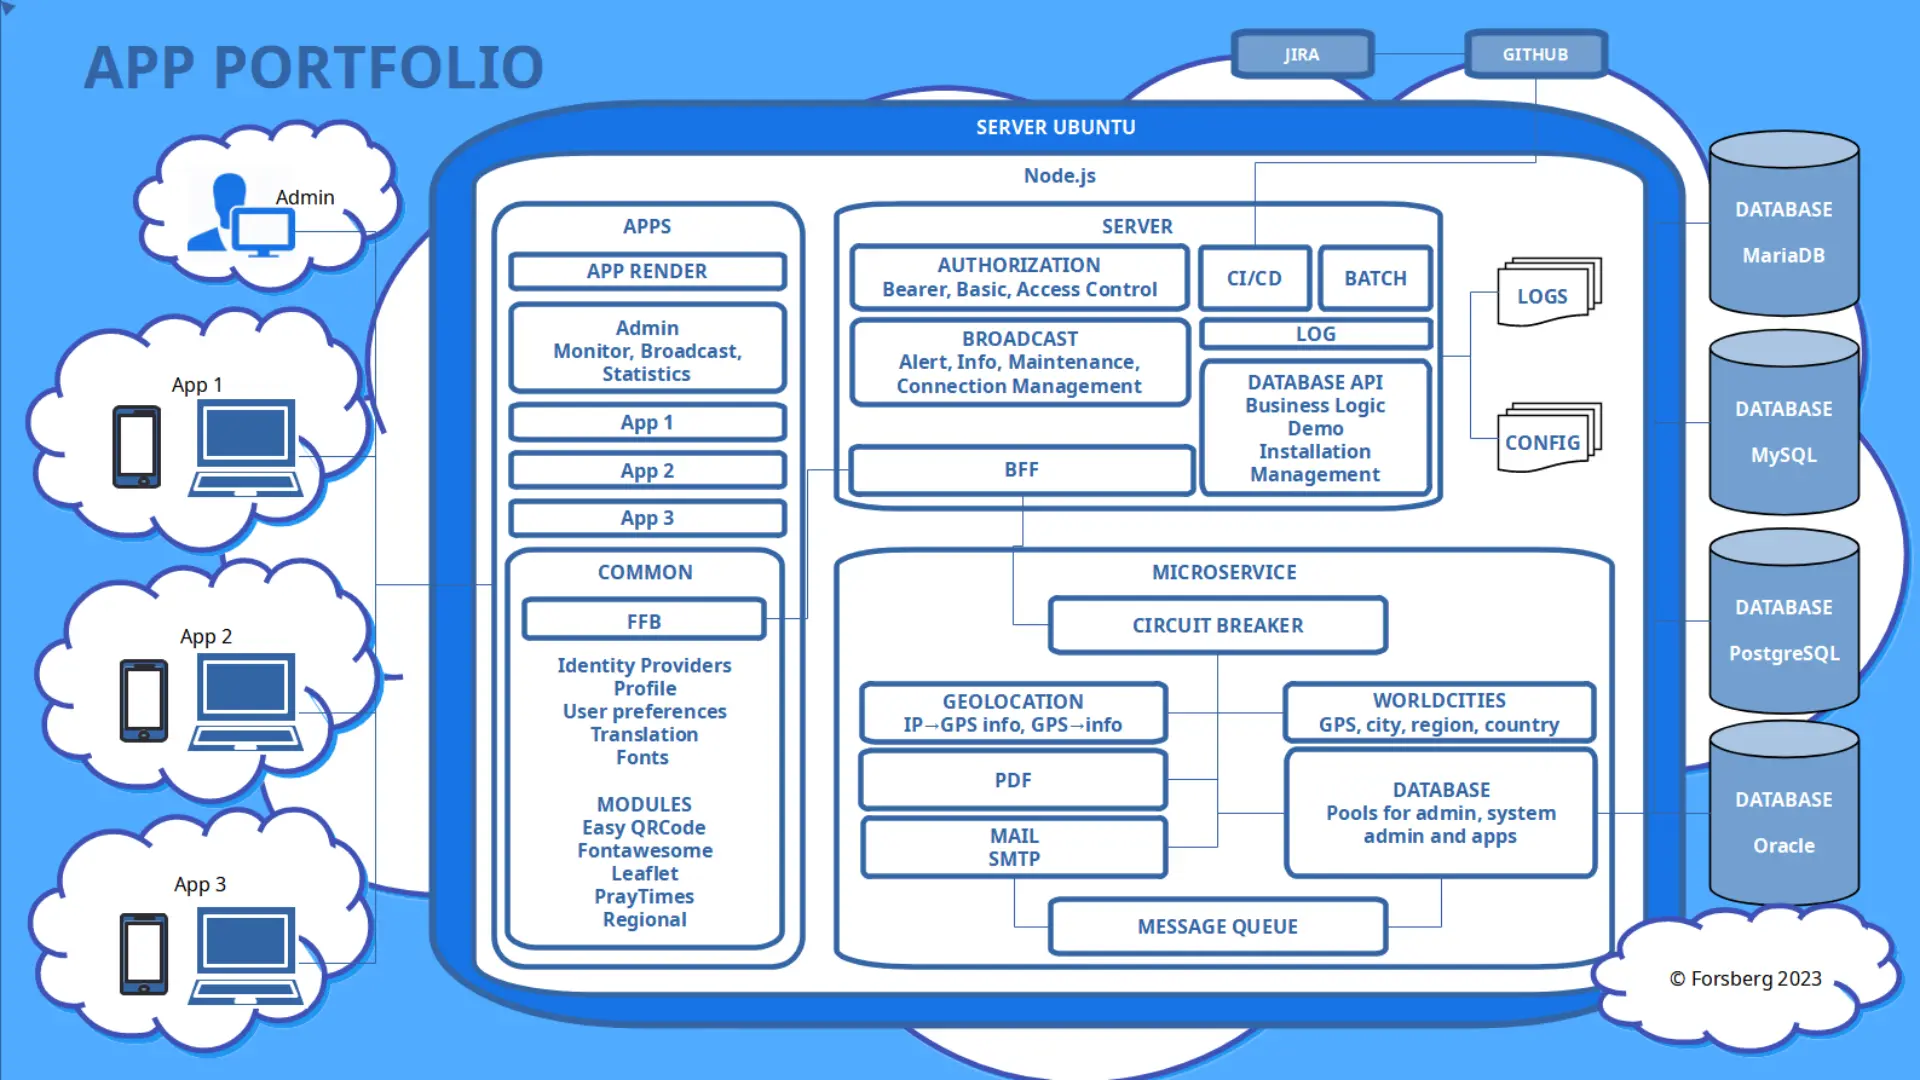 APP PORTFOLIO
JIRA
GITHUB
SERVER UBUNTU
Node.js
Admin
App 1
App 2
App 3
APPS
APP RENDER
Admin
Monitor, Broadcast,
Statistics
App 1
App 2
App 3
COMMON
FFB
Identity Providers
Profile
User preferences
Translation
Fonts
MODULES
Easy QRCode
Fontawesome
Leaflet
PrayTimes
Regional
SERVER
AUTHORIZATION
Bearer, Basic, Access Control
CI/CD
BATCH
BROADCAST
Alert, Info, Maintenance,
Connection Management
LOG
DATABASE API
Business Logic
Demo
Installation
Management
BFF
LOGS
CONFIG
MICROSERVICE
CIRCUIT BREAKER
GEOLOCATION
IP→GPS info, GPS→info
WORLDCITIES
GPS, city, region, country
PDF
DATABASE
Pools for admin, system
admin and apps
MAIL
SMTP
MESSAGE QUEUE
DATABASE
MariaDB
DATABASE
MySQL
DATABASE
PostgreSQL
DATABASE
Oracle
© Forsberg 2023